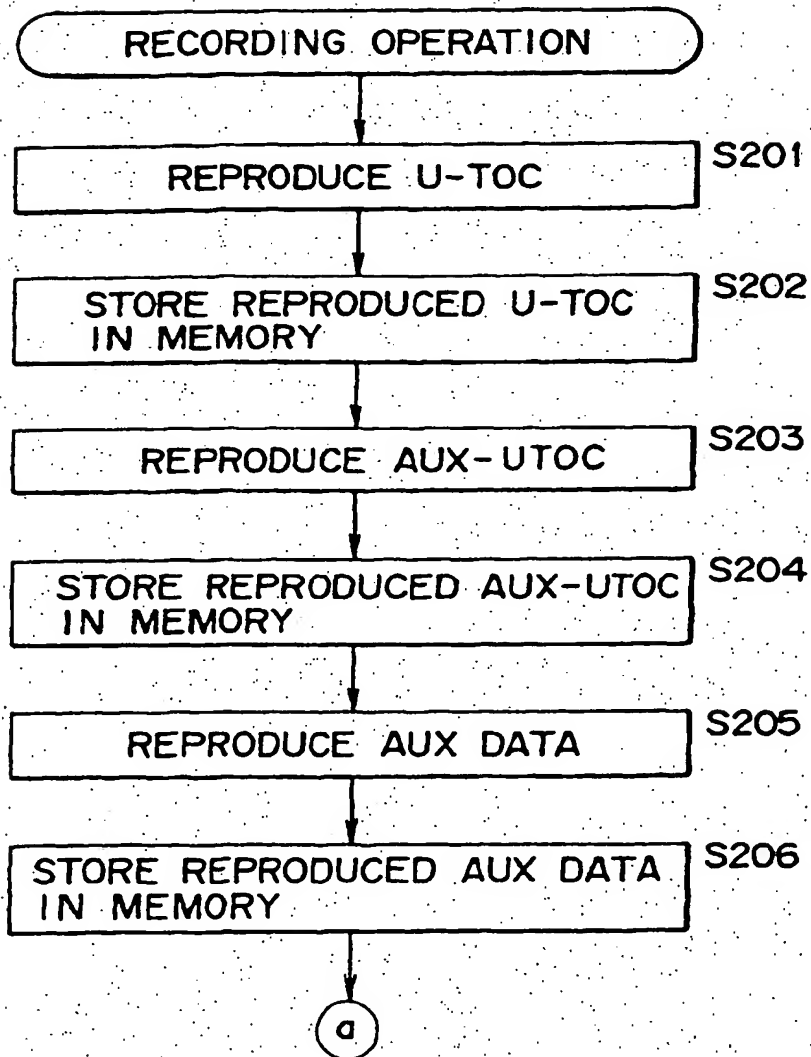 RECORDING OPERATION
REPRODUCE U-TOC
S201
STORE REPRODUCED U-TOC
IN MEMORY
S202
REPRODUCE AUX-UTOC
S203
STORE REPRODUCED AUX-UTOC
IN MEMORY
S204
REPRODUCE AUX DATA
S205
STORE REPRODUCED AUX DATA
IN MEMORY
S206
a